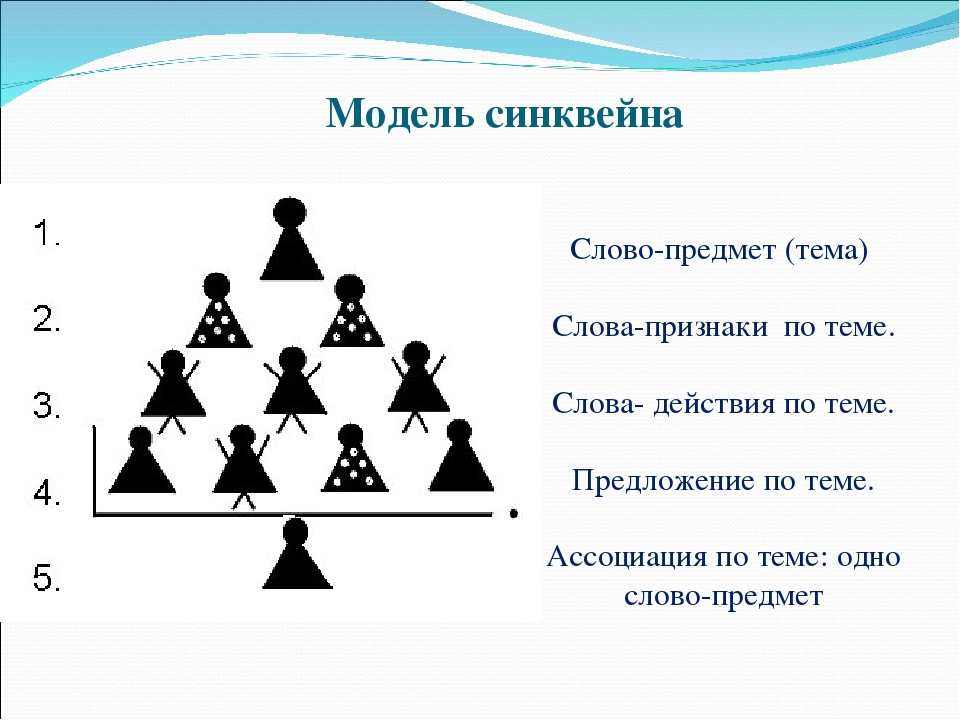 Модель синквейна
1.
Слово-предмет (тема)
2.
Слова-признаки  по теме.
3.
Слова- действия по теме.
4.
Предложение по теме.
5.
Ассоциация по теме: одно
слово-предмет